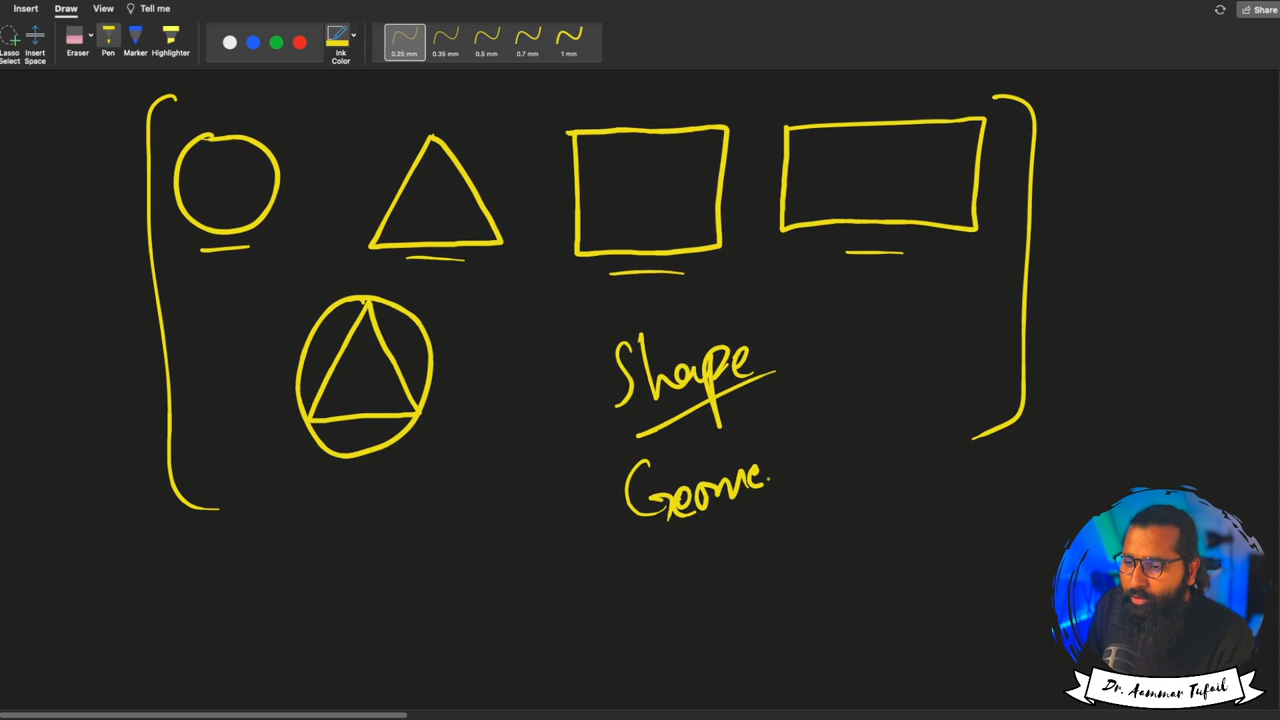 Insert Draw View Tell me Share
Lasso Select Insert Space Eraser Pen Marker Highlighter Ink Color 0.25 mm 0.35 mm 0.5 mm 0.7 mm 1 mm
Shape
Geome
Dr. Aammar Tufail